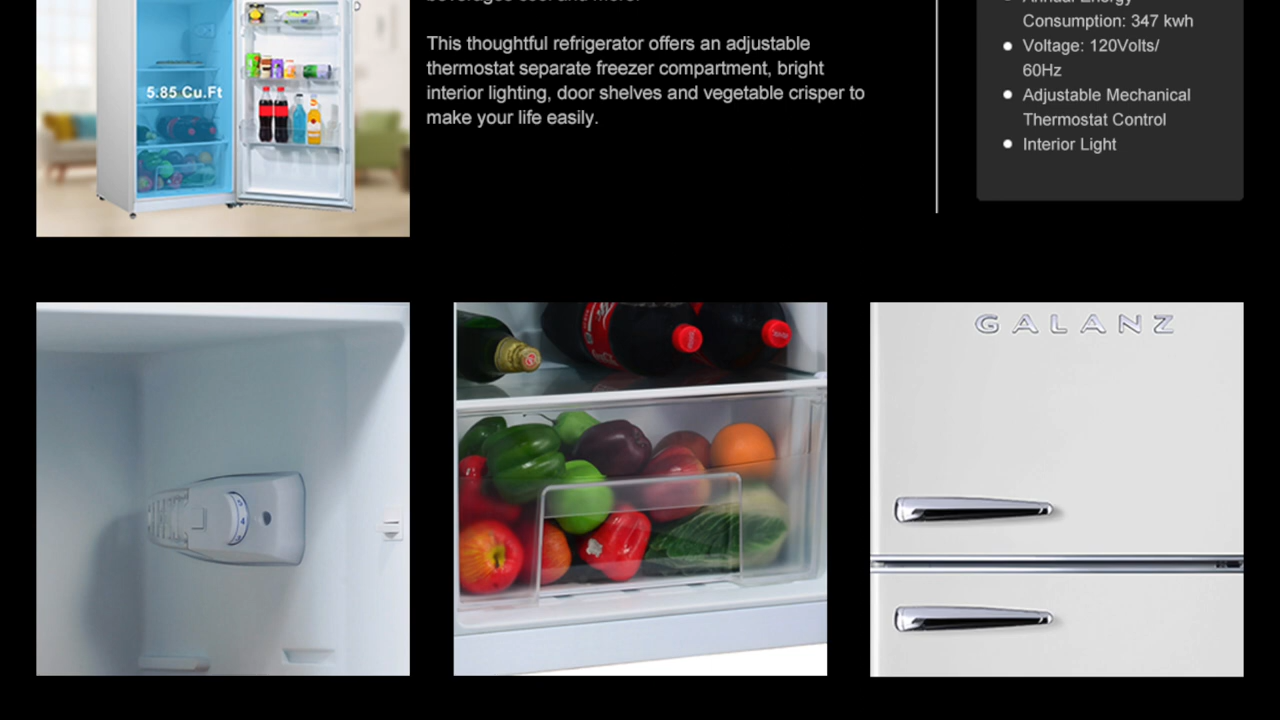 This thoughtful refrigerator offers an adjustable
thermostat separate freezer compartment, bright
interior lighting, door shelves and vegetable crisper to
make your life easily.
5.85 Cu.Ft
Consumption: 347 kwh
Voltage: 120Volts/
60Hz
Adjustable Mechanical
Thermostat Control
Interior Light
GALANZ